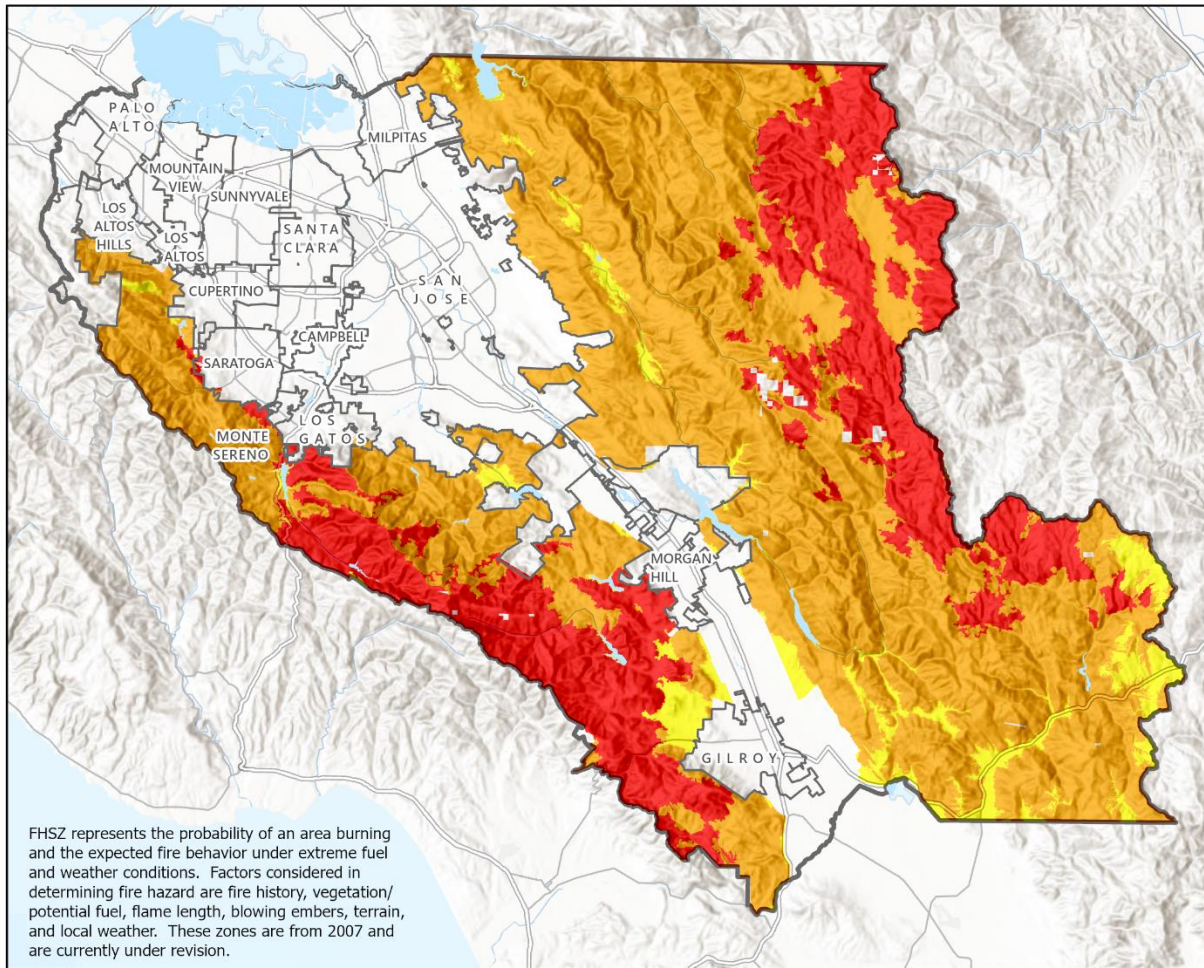 PALO
ALTO
MILPITAS
MOUNTAIN
VIEW
SUNNYVALE
LOS
ALTOS
HILLS
LOS
ALTOS
SANTA
CLARA
SAN
JOSE
CUPERTINO
CAMPBELL
SARATOGA
LOS
GATOS
MONTE
SERENO
MORGAN
HILL
GILROY
FHSZ represents the probability of an area burning
and the expected fire behavior under extreme fuel
and weather conditions.  Factors considered in
determining fire hazard are fire history, vegetation/
potential fuel, flame length, blowing embers, terrain,
and local weather.  These zones are from 2007 and
are currently under revision.